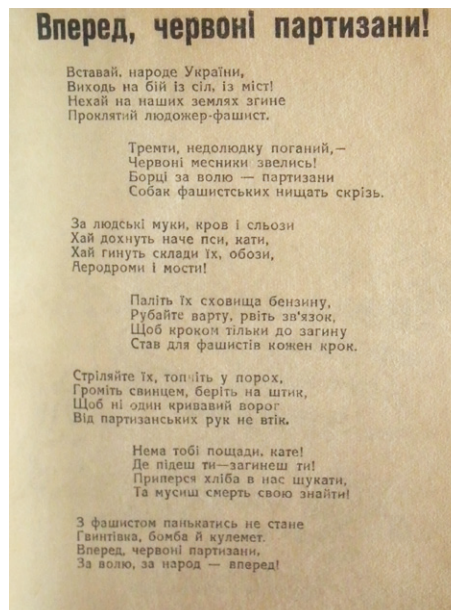 Вперед, червоні партизани!
Вставай, народе України,
Виходь на бій із сіл, із міст!
Нехай на наших землях згине
Проклятий людожер-фашист.
Тремти, недолюдку поганий,—
Червоні месники звелись!
Борці за волю — партизани
Собак фашистських нищать скрізь.
За людські муки, кров і сльози
Хай дохнуть наче пси, кати,
Хай гинуть склади їх, обози,
Аеродроми і мости!
Паліть їх сховища бензину,
Рубайте варту, рвіть зв'язок,
Щоб кроком тільки до загину
Став для фашистів кожен крок.
Стріляйте їх, топчіть у порох,
Громіть свинцем, беріть на штик,
Щоб ні один кривавий ворог
Від партизанських рук не втік.
Нема тобі пощади, кате!
Де підеш ти—загинеш ти!
Приперся хліба в нас шукати,
Та мусиш смерть свою знайти!
З фашистом панькатись не стане
Гвинтівка, бомба й кулемет.
Вперед, червоні партизани,
За волю, за народ — вперед!